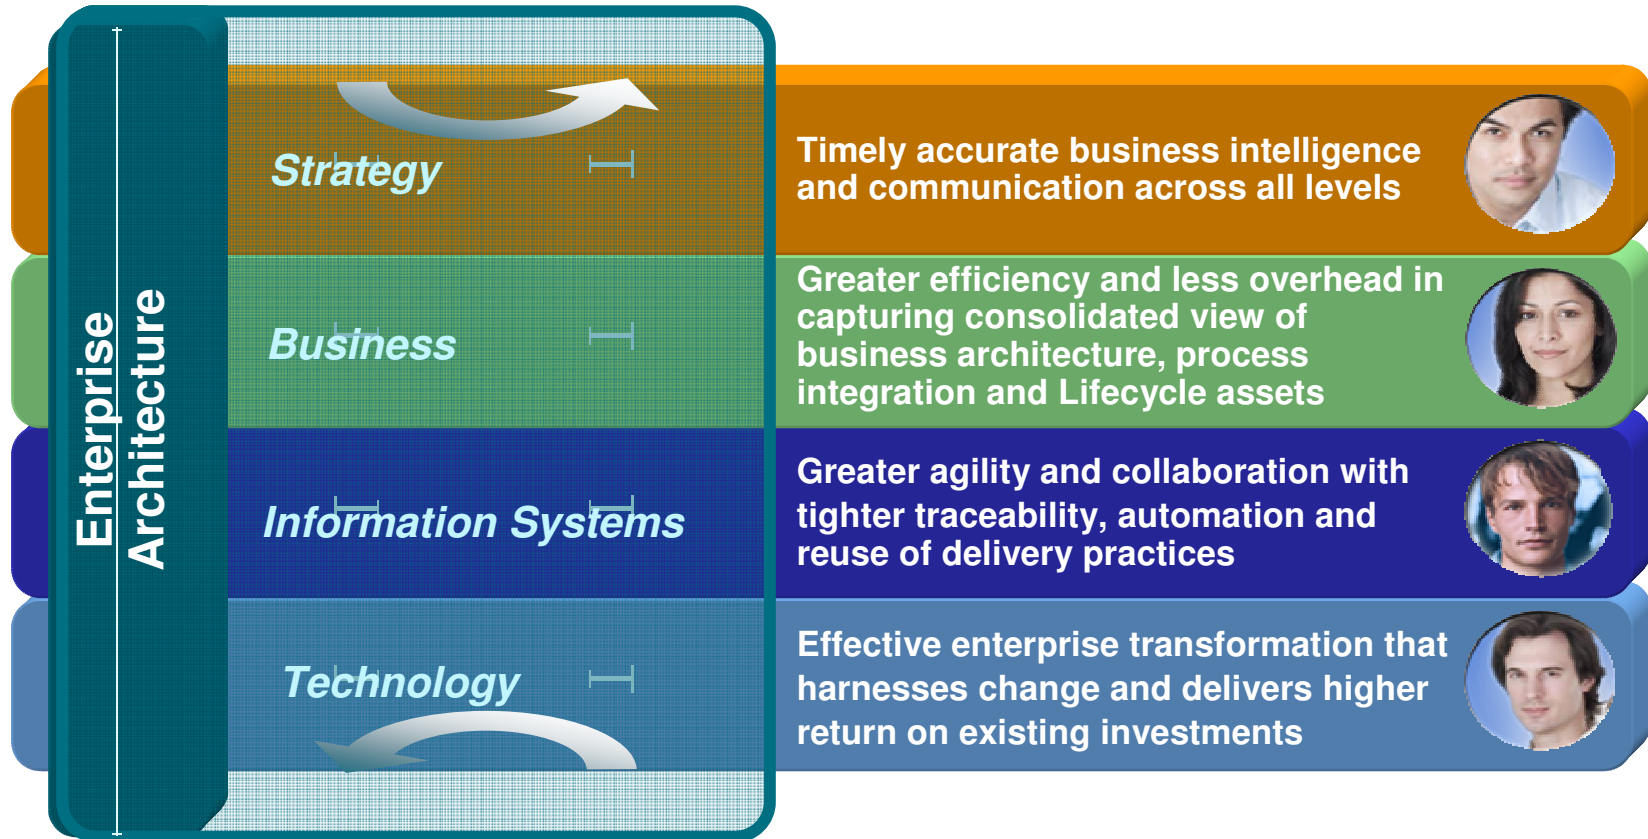 Enterprise
Architecture
Strategy
Timely accurate business intelligence
and communication across all levels
Business
Greater efficiency and less overhead in
capturing consolidated view of
business architecture, process
integration and Lifecycle assets
Information Systems
Greater agility and collaboration with
tighter traceability, automation and
reuse of delivery practices
Technology
Effective enterprise transformation that
harnesses change and delivers higher
return on existing investments